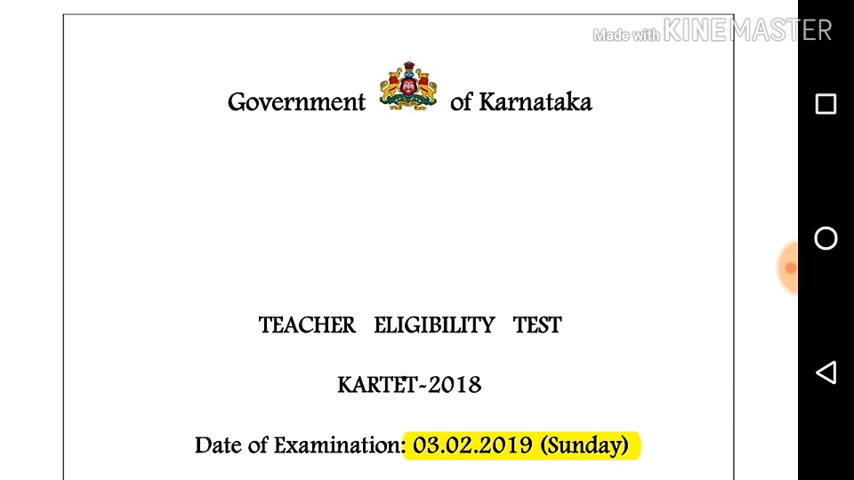 Made with KINEMASTER
Government of Karnataka
TEACHER ELIGIBILITY TEST
KARTET-2018
Date of Examination: 03.02.2019 (Sunday)